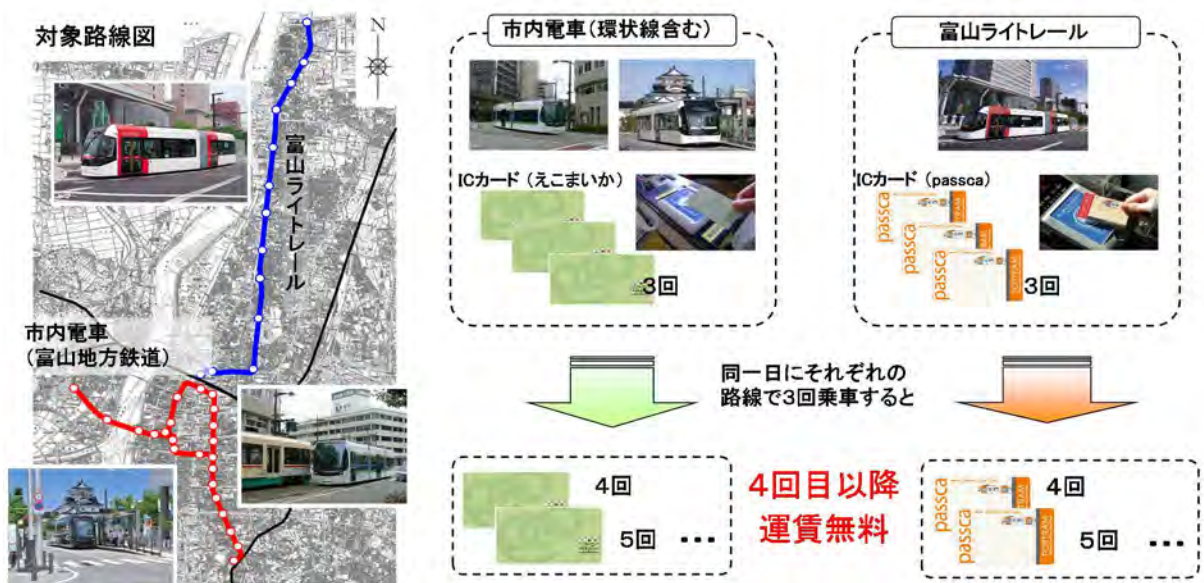 対象路線図
N
富山ライトレール
市内電車
（富山地方鉄道）
市内電車（環状線含む）
ICカード（えこまいか）
3回
富山ライトレール
ICカード（passca）
passca
passca
passca
PORTRAM
3回
同一日にそれぞれの
路線で3回乗車すると
4回
5回 ・・・
4回目以降
運賃無料
passca
passca
PORTRAM
4回
5回 ・・・